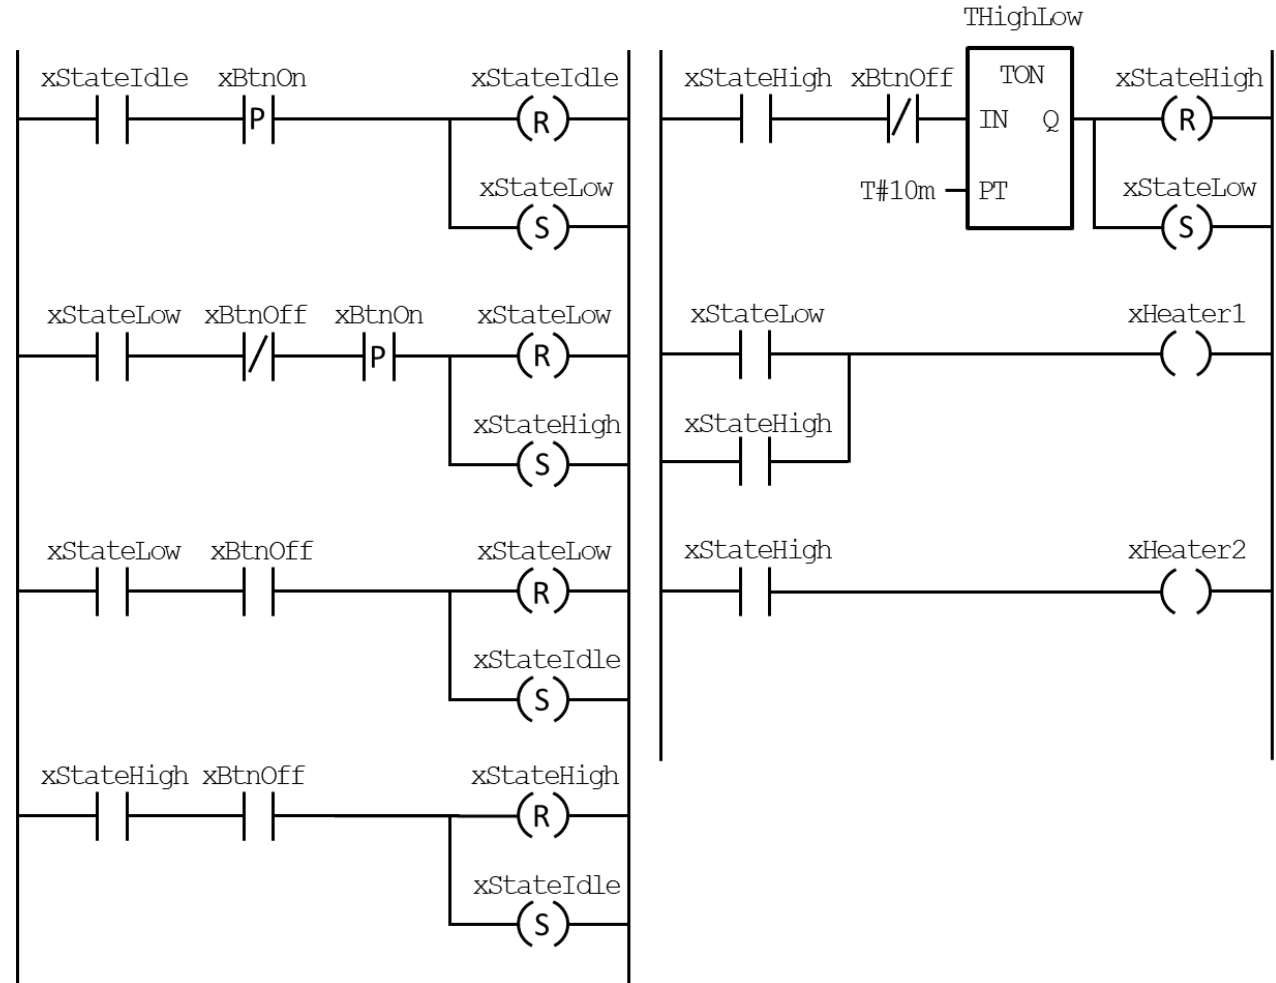 xStateIdle xBtnOn xStateIdle
P R
xStateLow
S
xStateLow xBtnOff xBtnOn xStateLow
P R
xStateHigh
S
xStateLow xBtnOff xStateLow
R
xStateIdle
S
xStateHigh xBtnOff xStateHigh
R
xStateIdle
S
THighLow
xStateHigh xBtnOff TON xStateHigh
IN Q R
xStateLow
T#10m PT
S
xStateLow xHeater1
xStateHigh
xStateHigh xHeater2